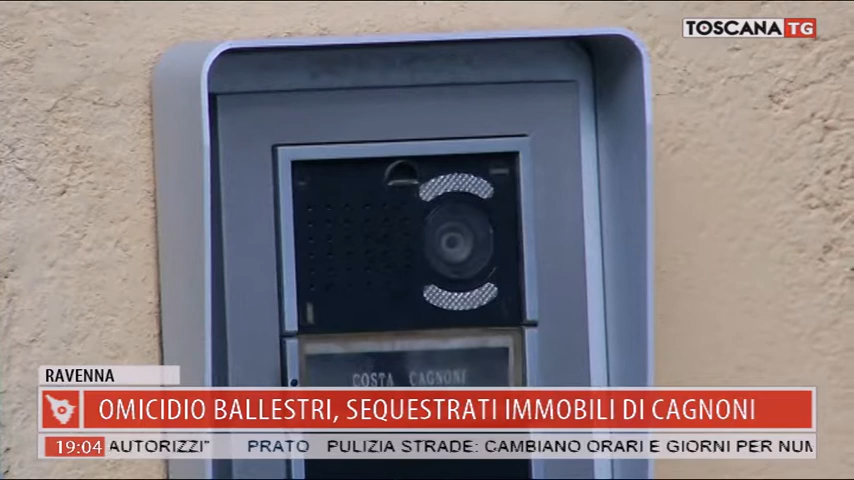 TOSCANA TG
COSTA CAGNONI
RAVENNA
OMICIDIO BALLESTRI, SEQUESTRATI IMMOBILI DI CAGNONI
19:04 AUTORIZZI" PRATO PULIZIA STRADE: CAMBIANO ORARI E GIORNI PER NUM